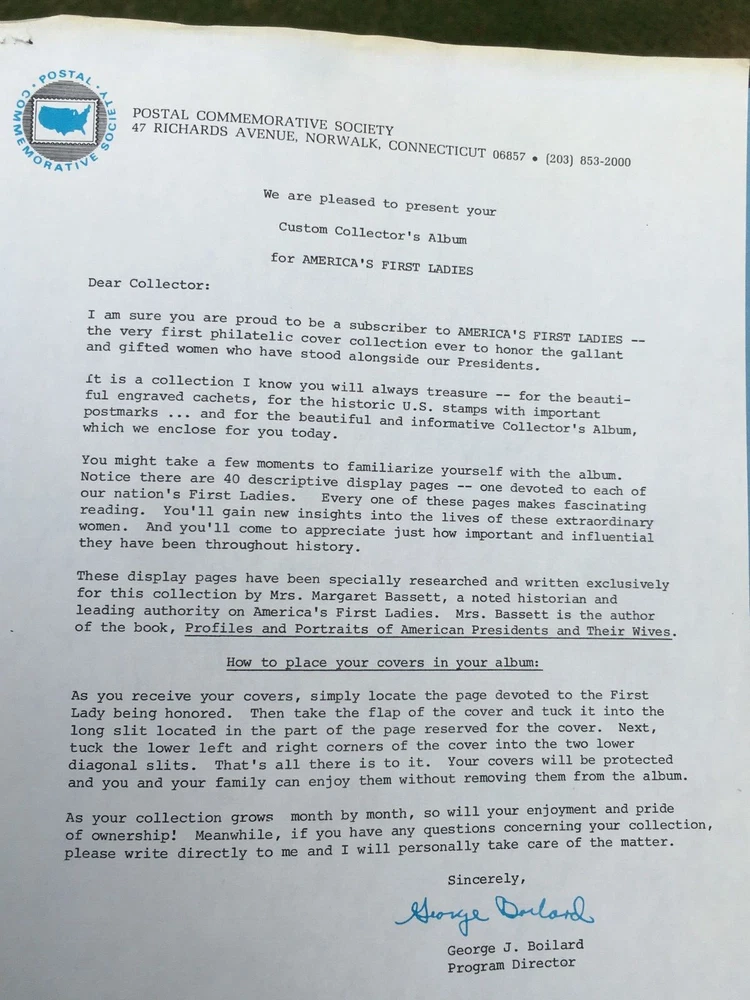 POSTAL COMMEMORATIVE SOCIETY
POSTAL COMMEMORATIVE SOCIETY
47 RICHARDS AVENUE, NORWALK, CONNECTICUT 06857 • (203) 853-2000
We are pleased to present your
Custom Collector's Album
for AMERICA'S FIRST LADIES
Dear Collector:
I am sure you are proud to be a subscriber to AMERICA'S FIRST LADIES --
the very first philatelic cover collection ever to honor the gallant
and gifted women who have stood alongside our Presidents.
It is a collection I know you will always treasure -- for the beauti-
ful engraved cachets, for the historic U.S. stamps with important
postmarks ... and for the beautiful and informative Collector's Album,
which we enclose for you today.
You might take a few moments to familiarize yourself with the album.
Notice there are 40 descriptive display pages -- one devoted to each of
our nation's First Ladies. Every one of these pages makes fascinating
reading. You'll gain new insights into the lives of these extraordinary
women. And you'll come to appreciate just how important and influential
they have been throughout history.
These display pages have been specially researched and written exclusively
for this collection by Mrs. Margaret Bassett, a noted historian and
leading authority on America's First Ladies. Mrs. Bassett is the author
of the book, Profiles and Portraits of American Presidents and Their Wives.
How to place your covers in your album:
As you receive your covers, simply locate the page devoted to the First
Lady being honored. Then take the flap of the cover and tuck it into the
long slit located in the part of the page reserved for the cover. Next,
tuck the lower left and right corners of the cover into the two lower
diagonal slits. That's all there is to it. Your covers will be protected
and you and your family can enjoy them without removing them from the album.
As your collection grows month by month, so will your enjoyment and pride
of ownership! Meanwhile, if you have any questions concerning your collection,
please write directly to me and I will personally take care of the matter.
Sincerely,
George Boilard
George J. Boilard
Program Director